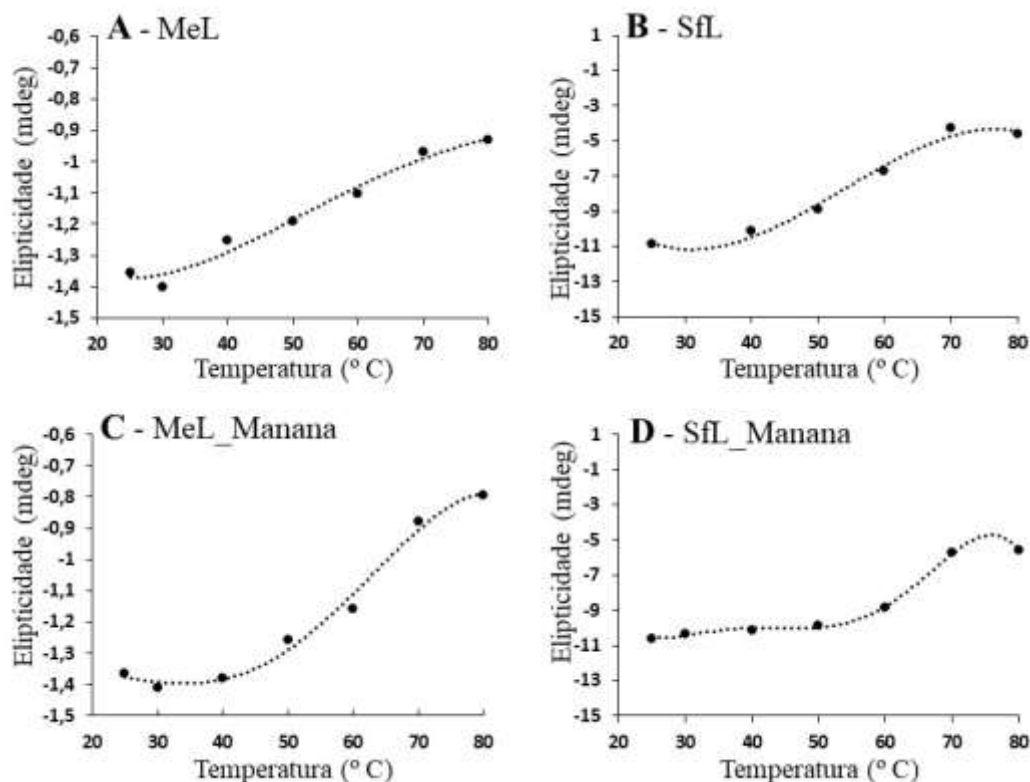 A - MeL
Elipticidade (mdeg)
-0,6
-0,7
-0,8
-0,9
-1
-1,1
-1,2
-1,3
-1,4
-1,5
20 30 40 50 60 70 80
Temperatura (º C)
B - SfL
Elipticidade (mdeg)
1
-1
-3
-5
-7
-9
-11
-13
-15
20 30 40 50 60 70 80
Temperatura (º C)
C - MeL_Manana
Elipticidade (mdeg)
-0,6
-0,7
-0,8
-0,9
-1
-1,1
-1,2
-1,3
-1,4
-1,5
20 30 40 50 60 70 80
Temperatura (º C)
D - SfL_Manana
Elipticidade (mdeg)
1
-1
-3
-5
-7
-9
-11
-13
-15
20 30 40 50 60 70 80
Temperatura (º C)